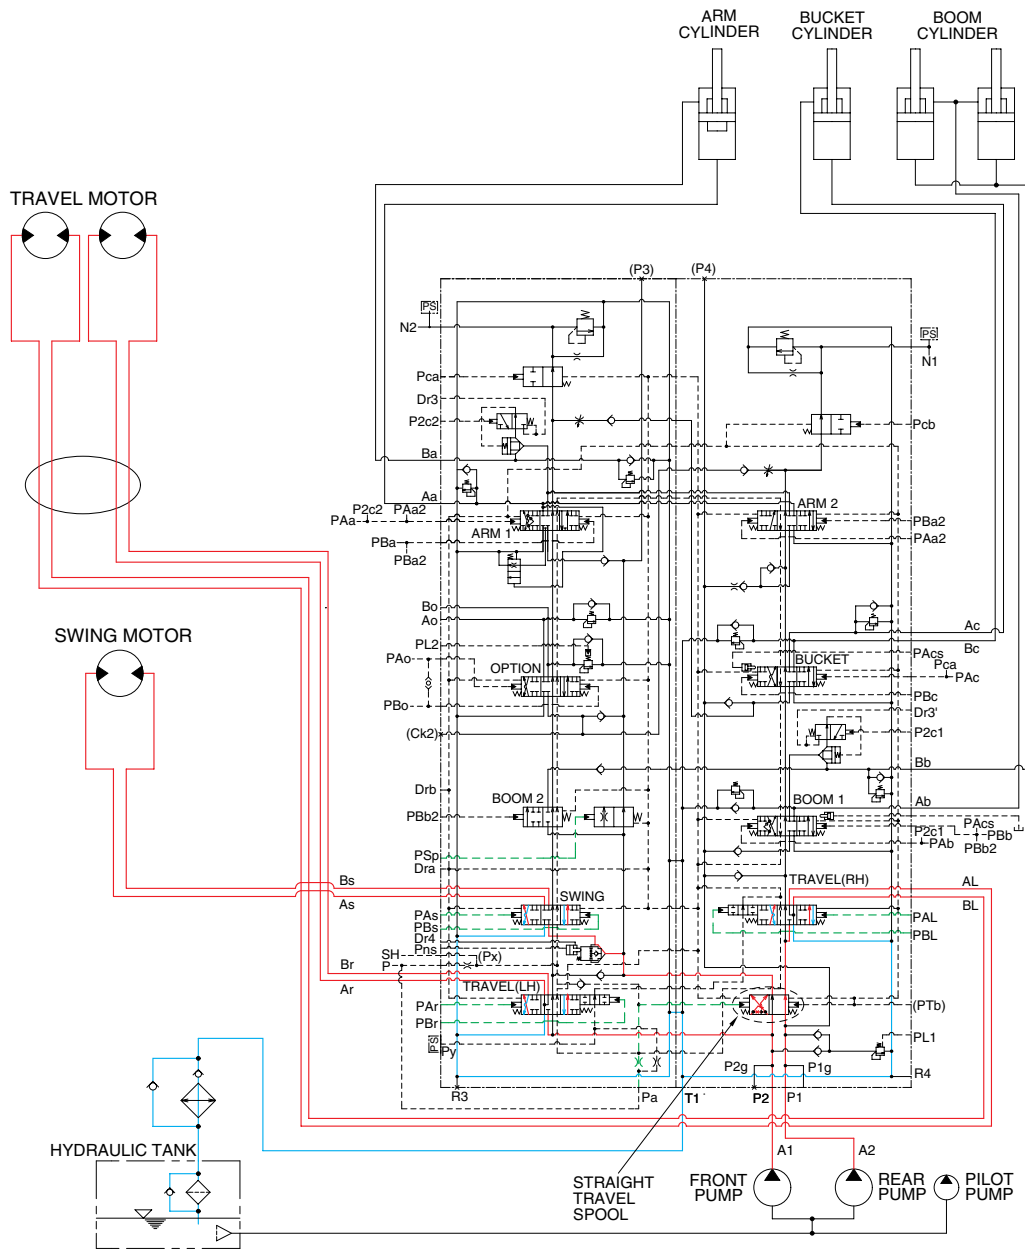 ARM
CYLINDER
BUCKET
CYLINDER
BOOM
CYLINDER
TRAVEL MOTOR
(P3)
(P4)
PS
N2
PS
N1
Pca
Dr3
P2c2
Pcb
Ba
Aa
P2c2
PAa2
PAa
ARM 1
ARM 2
PBa2
PAa2
PBa
PBa2
Bo
Ao
PL2
PAo
OPTION
PBo
(Ck2)
Ac
Bc
PAcs
Pca
PAc
BUCKET
PBc
Dr3'
P2c1
SWING MOTOR
Bb
Ab
Drb
BOOM 2
BOOM 1
PBb2
P2c1
PAcs
PBb
PAb
PBb2
PSp
Dra
TRAVEL(RH)
Bs
As
AL
BL
SWING
PAs
PBs
Dr4
Pns
PAL
PBL
SH
P
(Px)
Br
Ar
TRAVEL(LH)
PAr
PBr
(PTb)
PS
Py
PL1
P2g
P1g
R4
R3
Pa
T1
P2
P1
HYDRAULIC TANK
A1
A2
STRAIGHT
TRAVEL
SPOOL
FRONT
PUMP
REAR
PUMP
PILOT
PUMP